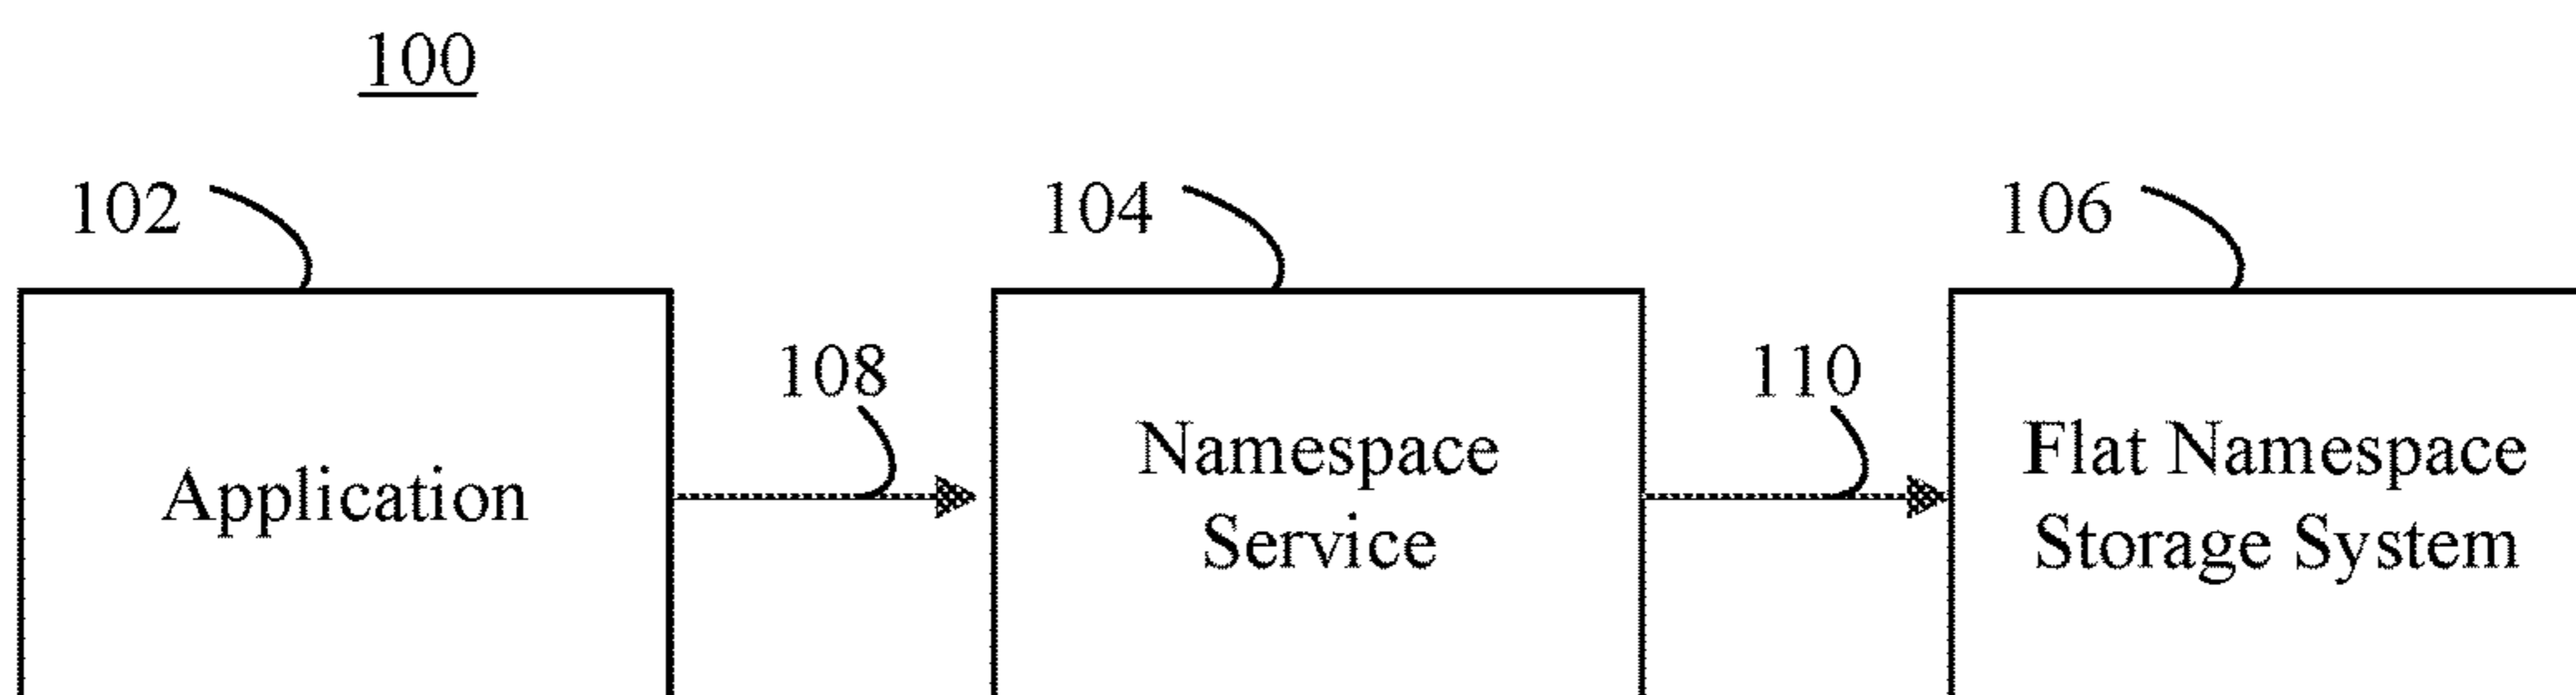 100
102
104
106
108
110
Application
Namespace
Service
Flat Namespace
Storage System